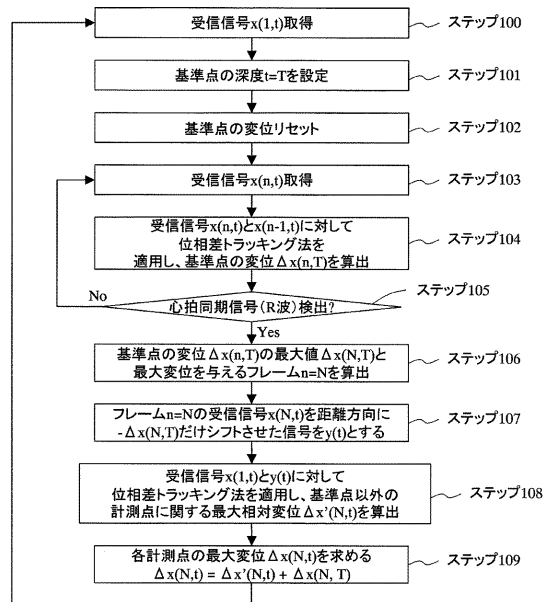 受信信号x(1,t)取得
ステップ100
基準点の深度t=Tを設定
ステップ101
基準点の変位リセット
ステップ102
受信信号x(n,t)取得
ステップ103
受信信号x(n,t)とx(n-1,t)に対して
位相差トラッキング法を
適用し、基準点の変位Δx(n,T)を算出
ステップ104
心拍同期信号(R波)検出?
ステップ105
No
Yes
基準点の変位Δx(n,T)の最大値Δx(N,T)と
最大変位を与えるフレームn=Nを算出
ステップ106
フレームn=Nの受信信号x(N,t)を距離方向に
-Δx(N,T)だけシフトさせた信号をy(t)とする
ステップ107
受信信号x(1,t)とy(t)に対して
位相差トラッキング法を適用し、基準点以外の
計測点に関する最大相対変位Δx'(N,t)を算出
ステップ108
各計測点の最大変位Δx(N,t)を求める
Δx(N,t) = Δx'(N,t) + Δx(N, T)
ステップ109